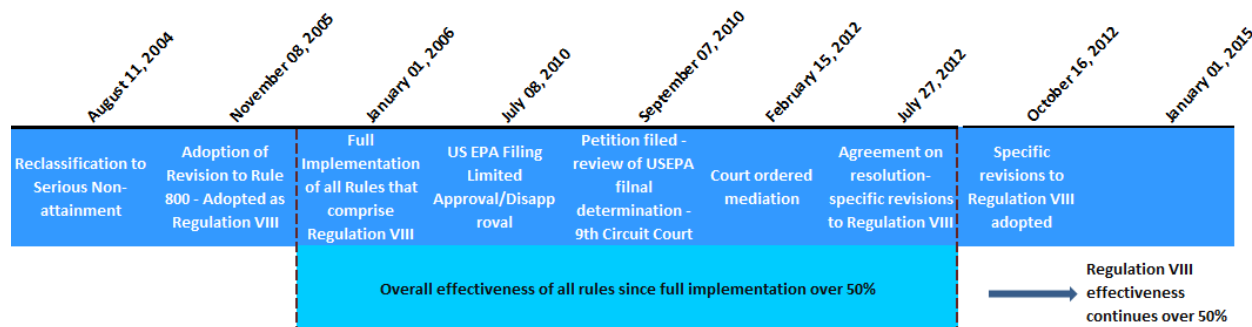 August 11, 2004
November 08, 2005
January 01, 2006
July 08, 2010
September 07, 2010
February 15, 2012
July 27, 2012
October 16, 2012
January 01, 2015
Reclassification to
Serious Non-
attainment
Adoption of
Revision to Rule
800 - Adopted as
Regulation VIII
Full
Implementation
of all Rules that
comprise
Regulation VIII
US EPA Filing
Limited
Approval/Disapp
roval
Petition filed -
review of USEPA
filnal
determination -
9th Circuit Court
Court ordered
mediation
Agreement on
resolution-
specific revisions
to Regulation VIII
Specific
revisions to
Regulation VIII
adopted
Overall effectiveness of all rules since full implementation over 50%
Regulation VIII
effectiveness
continues over 50%